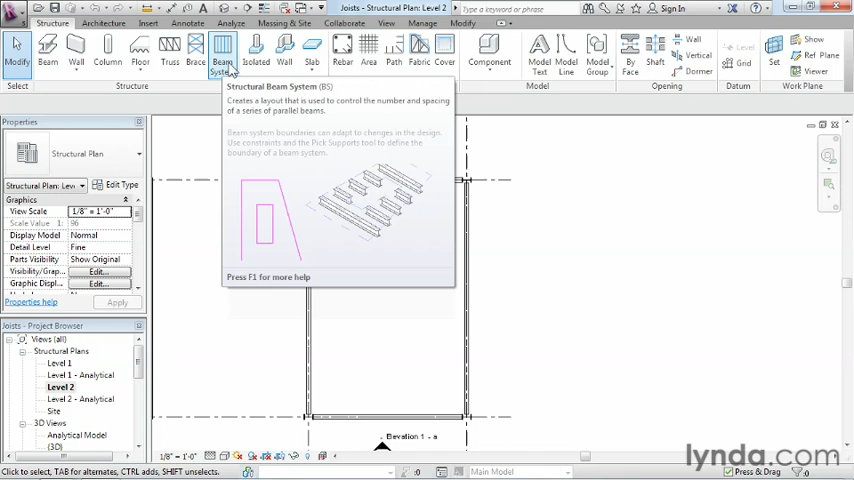 Joists - Structural Plan: Level 2
Type a keyword or phrase
Sign In
Structure Architecture Insert Annotate Analyze Massing & Site Collaborate View Manage Modify
Modify Beam Wall Column Floor Truss Brace Beam System Isolated Wall Slab Rebar Area Path Fabric Cover Component Model Text Model Line Model Group By Face Shaft Wall Vertical Dormer Level Grid Set Show Ref Plane Viewer
Select Structure Model Opening Datum Work Plane
Structural Beam System (BS)
Creates a layout that is used to control the number and spacing
of a series of parallel beams.
Beam system boundaries can adapt to changes in the design.
Use constraints and the Pick Supports tool to define the
boundary of a beam system.
Press F1 for more help
Properties
Structural Plan
Structural Plan: Lev
Edit Type
Graphics
View Scale 1/8" = 1'-0"
Scale Value 1: 96
Display Model Normal
Detail Level Fine
Parts Visibility Show Original
Visibility/Grap... Edit...
Graphic Displ... Edit...
Properties help Apply
Joists - Project Browser
Views (all)
Structural Plans
Level 1
Level 1 - Analytical
Level 2
Level 2 - Analytical
Site
3D Views
Analytical Model
{3D}
Elevation 1 - a
1/8" = 1'-0"
Click to select, TAB for alternates, CTRL adds, SHIFT unselects.
:0
Main Model
Press & Drag
:0
lynda.com